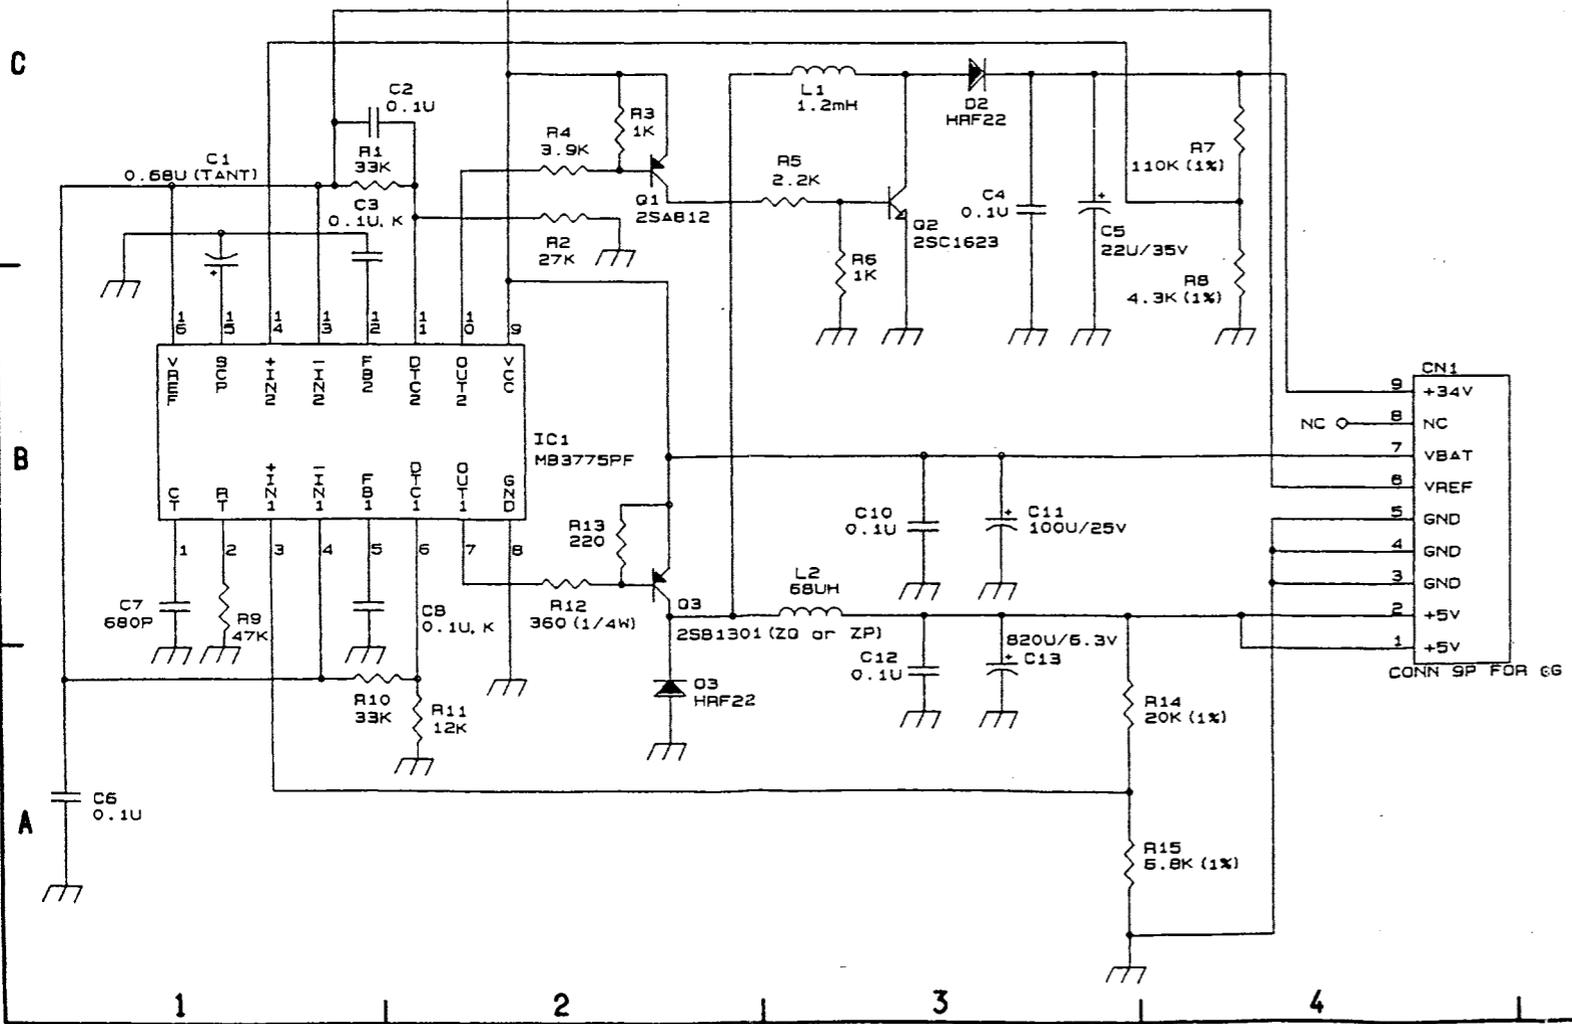 C
C2
0.1U
R1
33K
C1
0.68U (TANT)
C3
0.1U, K
R4
3.9K
R3
1K
Q1
2SA812
R2
27K
L1
1.2mH
D2
HRF22
R5
2.2K
Q2
2SC1623
R6
1K
C4
0.1U
+
C5
22U/35V
R7
110K (1%)
R8
4.3K (1%)
+
16
15
14
13
12
11
10
9
VREF
SCP
+IN2
-IN2
FB2
DTC2
OUT2
VCC
B
IC1
MB3775PF
CT
RT
+IN1
-IN1
FB1
DTC1
OUT1
GND
1
2
3
4
5
6
7
8
CN1
9 +34V
NC 8 NC
7 VBAT
6 VREF
5 GND
4 GND
3 GND
2 +5V
1 +5V
CONN 9P FOR GG
R13
220
C10
0.1U
+
C11
100U/25V
C7
680P
R9
47K
C8
0.1U, K
R12
360 (1/4W)
Q3
2SB1301 (ZQ or ZP)
L2
68UH
C12
0.1U
820U/6.3V
+
C13
R10
33K
R11
12K
D3
HRF22
R14
20K (1%)
A
C6
0.1U
R15
6.8K (1%)
1
2
3
4